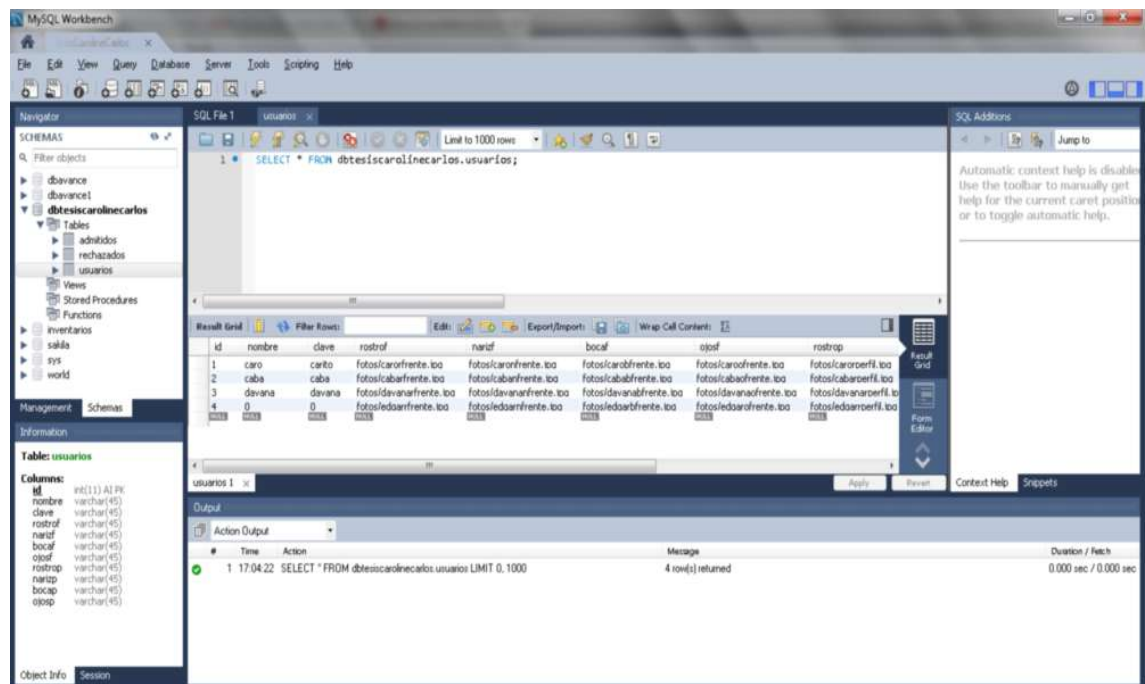 MySQL Workbench
File Edit View Query Database Server Tools Scripting Help
Navigator
SCHEMAS
Filter objects
dbavance
dbavance1
dbtesiscarolinecarlos
Tables
admitidos
rechazados
usuarios
Views
Stored Procedures
Functions
inventarios
sakila
sys
world
Management Schemas
Information
Table: usuarios
Columns:
id int(11) AI PK
nombre varchar(45)
clave varchar(45)
rostrof varchar(45)
narizf varchar(45)
bocaf varchar(45)
ojosf varchar(45)
rostrop varchar(45)
narizp varchar(45)
bocap varchar(45)
ojosp varchar(45)
Object Info Session
SQL File 1 usuarios
Limit to 1000 rows
1 SELECT * FROM dbtesiscarolinecarlos.usuarios;
Result Grid Filter Rows: Edit: Export/Import: Wrap Cell Content:
id nombre clave rostrof narizf bocaf ojosf rostrop
1 caro carito fotos/carorfrente.jpg fotos/caronfrente.jpg fotos/carobfrente.jpg fotos/caroofrente.jpg fotos/carorperfil.jpg
2 caba caba fotos/cabarfrente.jpg fotos/cabanfrente.jpg fotos/cababfrente.jpg fotos/cabaofrente.jpg fotos/cabarperfil.jpg
3 davana davana fotos/davanarfrente.jpg fotos/davananfrente.jpg fotos/davanabfrente.jpg fotos/davanaofrente.jpg fotos/davanarperfil.jp
4 0 0 fotos/edgarrfrente.jpg fotos/edgarnfrente.jpg fotos/edgarbfrente.jpg fotos/edgarofrente.jpg fotos/edgarrperfil.jpg
NULL NULL NULL NULL NULL NULL NULL NULL
Result Grid
Form Editor
usuarios 1 Apply Revert
Output
Action Output
# Time Action Message Duration / Fetch
1 17:04:22 SELECT * FROM dbtesiscarolinecarlos.usuarios LIMIT 0, 1000 4 row(s) returned 0.000 sec / 0.000 sec
SQL Additions
Jump to
Automatic context help is disabled
Use the toolbar to manually get
help for the current caret position
or to toggle automatic help.
Context Help Snippets